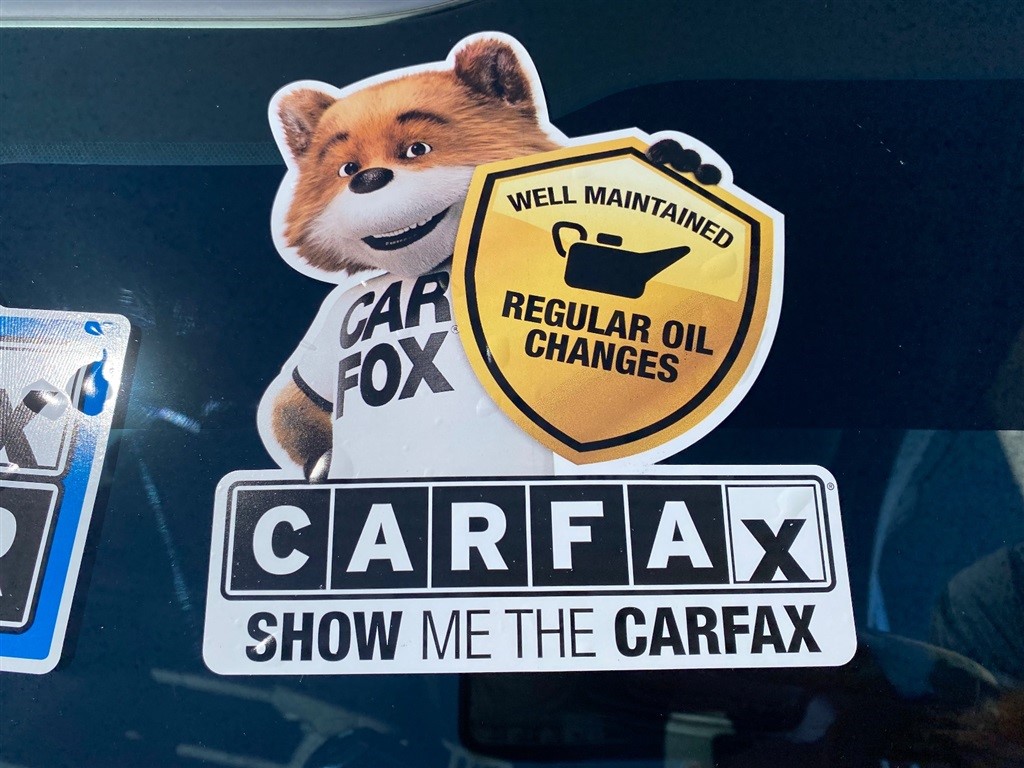 WELL MAINTAINED
REGULAR OIL
CHANGES
CAR
FOX
®
CARFAX®
SHOW ME THE CARFAX
X
R